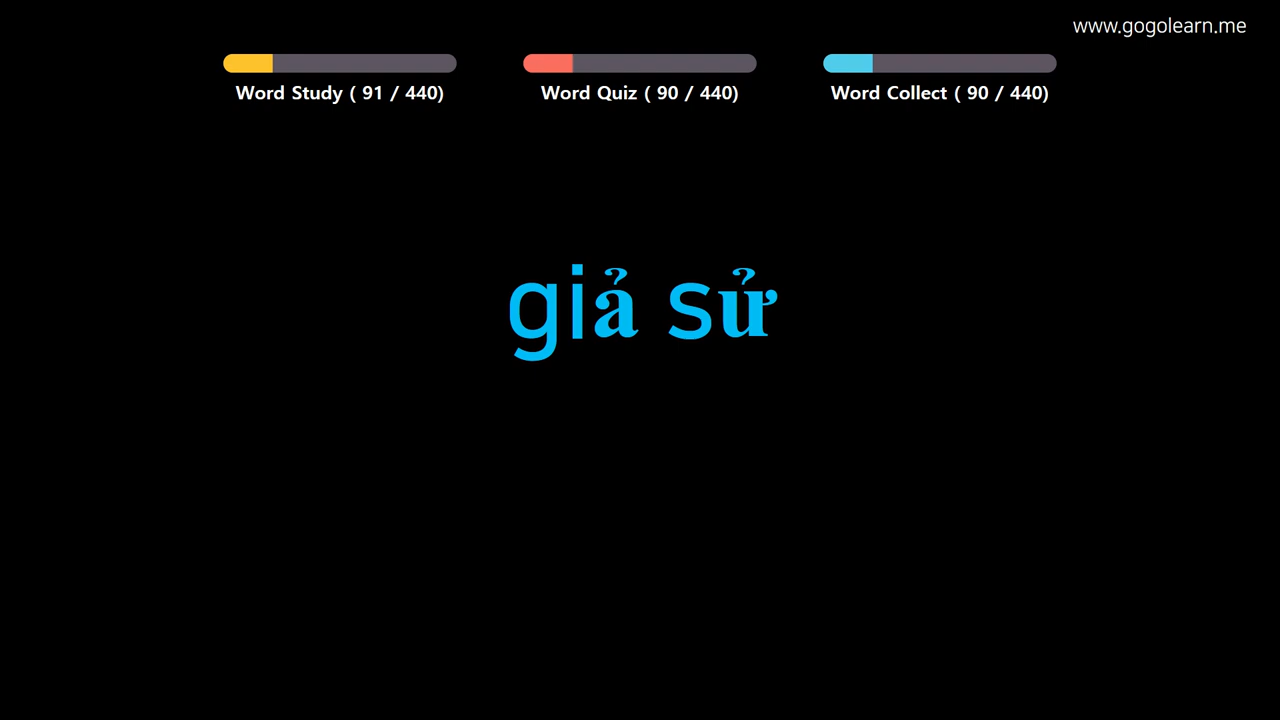 www.gogolearn.me
Word Study ( 91 / 440)
Word Quiz ( 90 / 440)
Word Collect ( 90 / 440)
giả sử